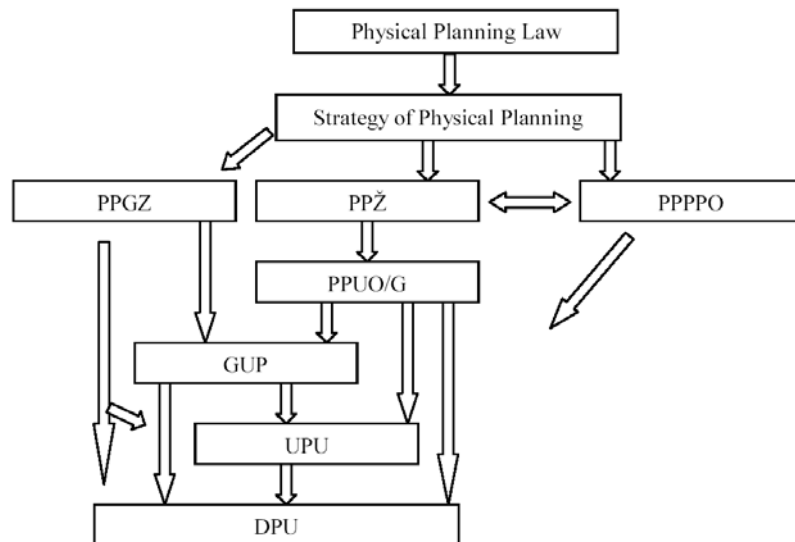 Physical Planning Law
Strategy of Physical Planning
PPGZ
PPŽ
PPPPO
PPUO/G
GUP
UPU
DPU